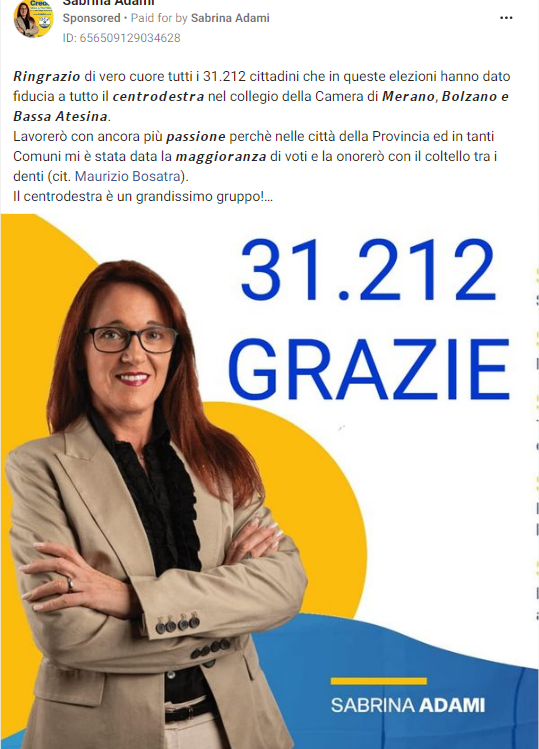 Sabrina Adami
Sponsored • Paid for by Sabrina Adami
ID: 656509129034628
Ringrazio di vero cuore tutti i 31.212 cittadini che in queste elezioni hanno dato
fiducia a tutto il centrodestra nel collegio della Camera di Merano, Bolzano e
Bassa Atesina.
Lavorerò con ancora più passione perchè nelle città della Provincia ed in tanti
Comuni mi è stata data la maggioranza di voti e la onorerò con il coltello tra i
denti (cit. Maurizio Bosatra).
Il centrodestra è un grandissimo gruppo!...
31.212
GRAZIE
SABRINA ADAMI